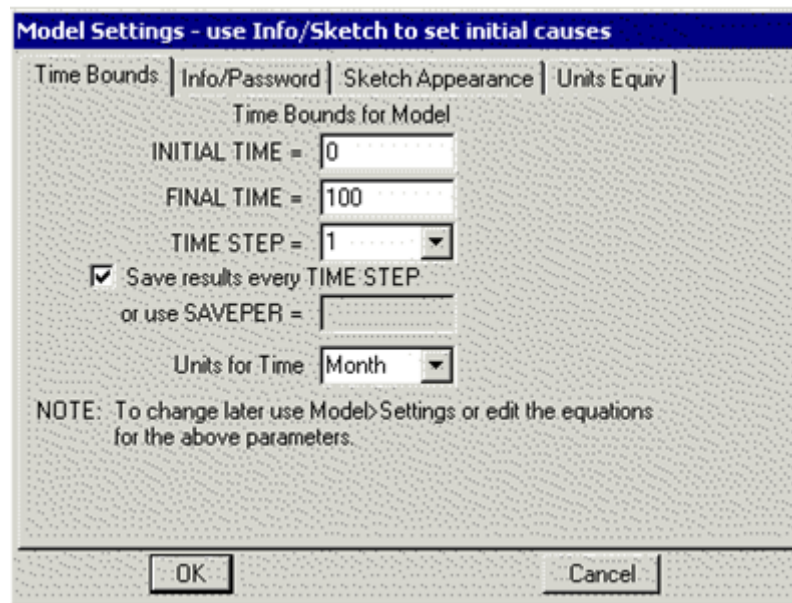 Model Settings - use Info/Sketch to set initial causes
Time Bounds Info/Password Sketch Appearance Units Equiv
Time Bounds for Model
INITIAL TIME = 0
FINAL TIME = 100
TIME STEP = 1
Save results every TIME STEP
or use SAVEPER =
Units for Time Month
NOTE: To change later use Model>Settings or edit the equations
for the above parameters.
OK Cancel